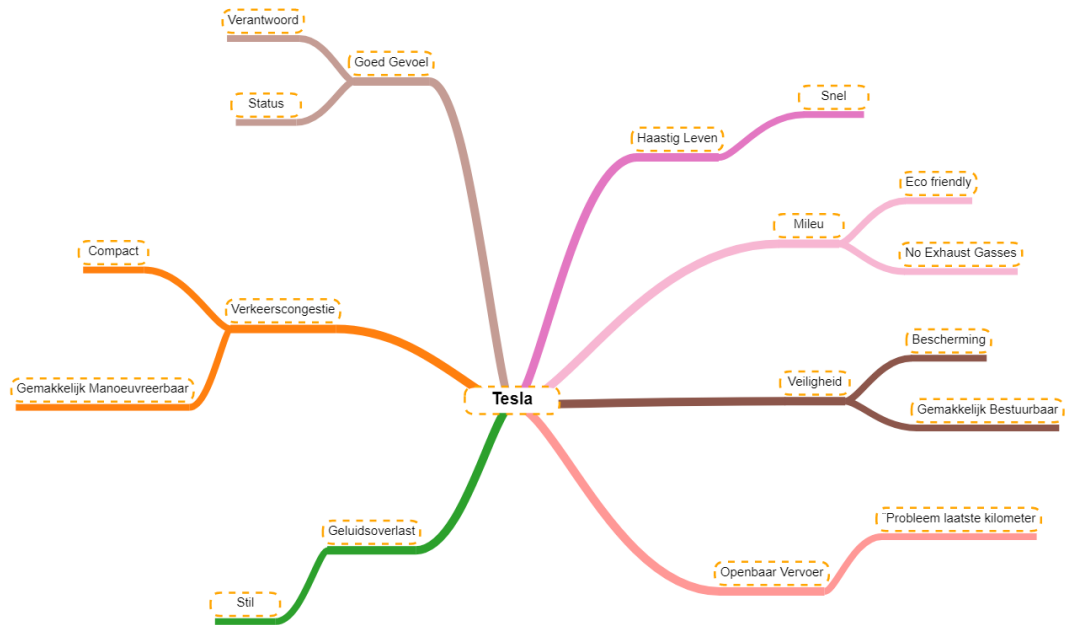 Verantwoord
Goed Gevoel
Status
Snel
Haastig Leven
Eco friendly
Mileu
No Exhaust Gasses
Compact
Verkeerscongestie
Gemakkelijk Manoeuvreerbaar
Tesla
Bescherming
Veiligheid
Gemakkelijk Bestuurbaar
Geluidsoverlast
Stil
¨Probleem laatste kilometer
Openbaar Vervoer